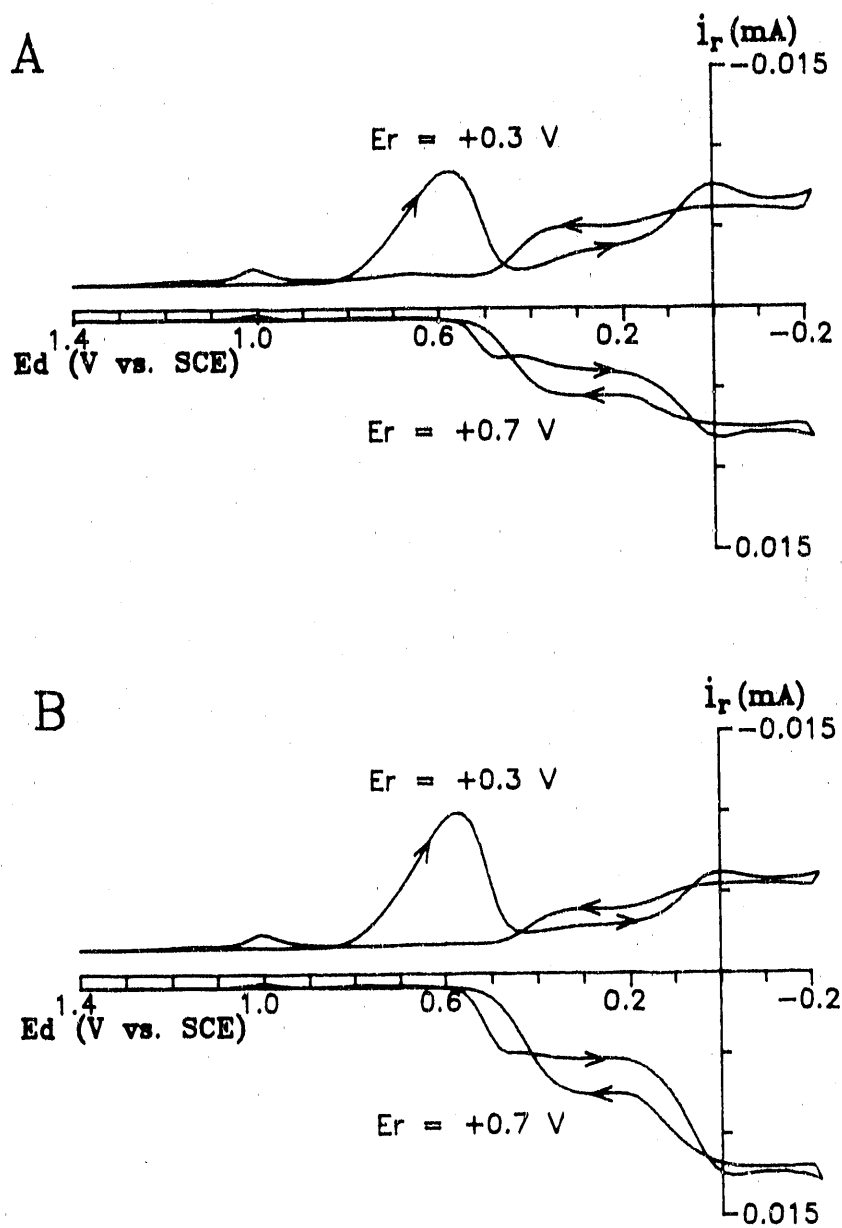 A
i_r (mA)
-0.015
Er = +0.3 V
1.4 1.0 0.6 0.2 -0.2
Ed (V vs. SCE)
Er = +0.7 V
0.015
B
i_r (mA)
-0.015
Er = +0.3 V
1.4 1.0 0.6 0.2 -0.2
Ed (V vs. SCE)
Er = +0.7 V
0.015